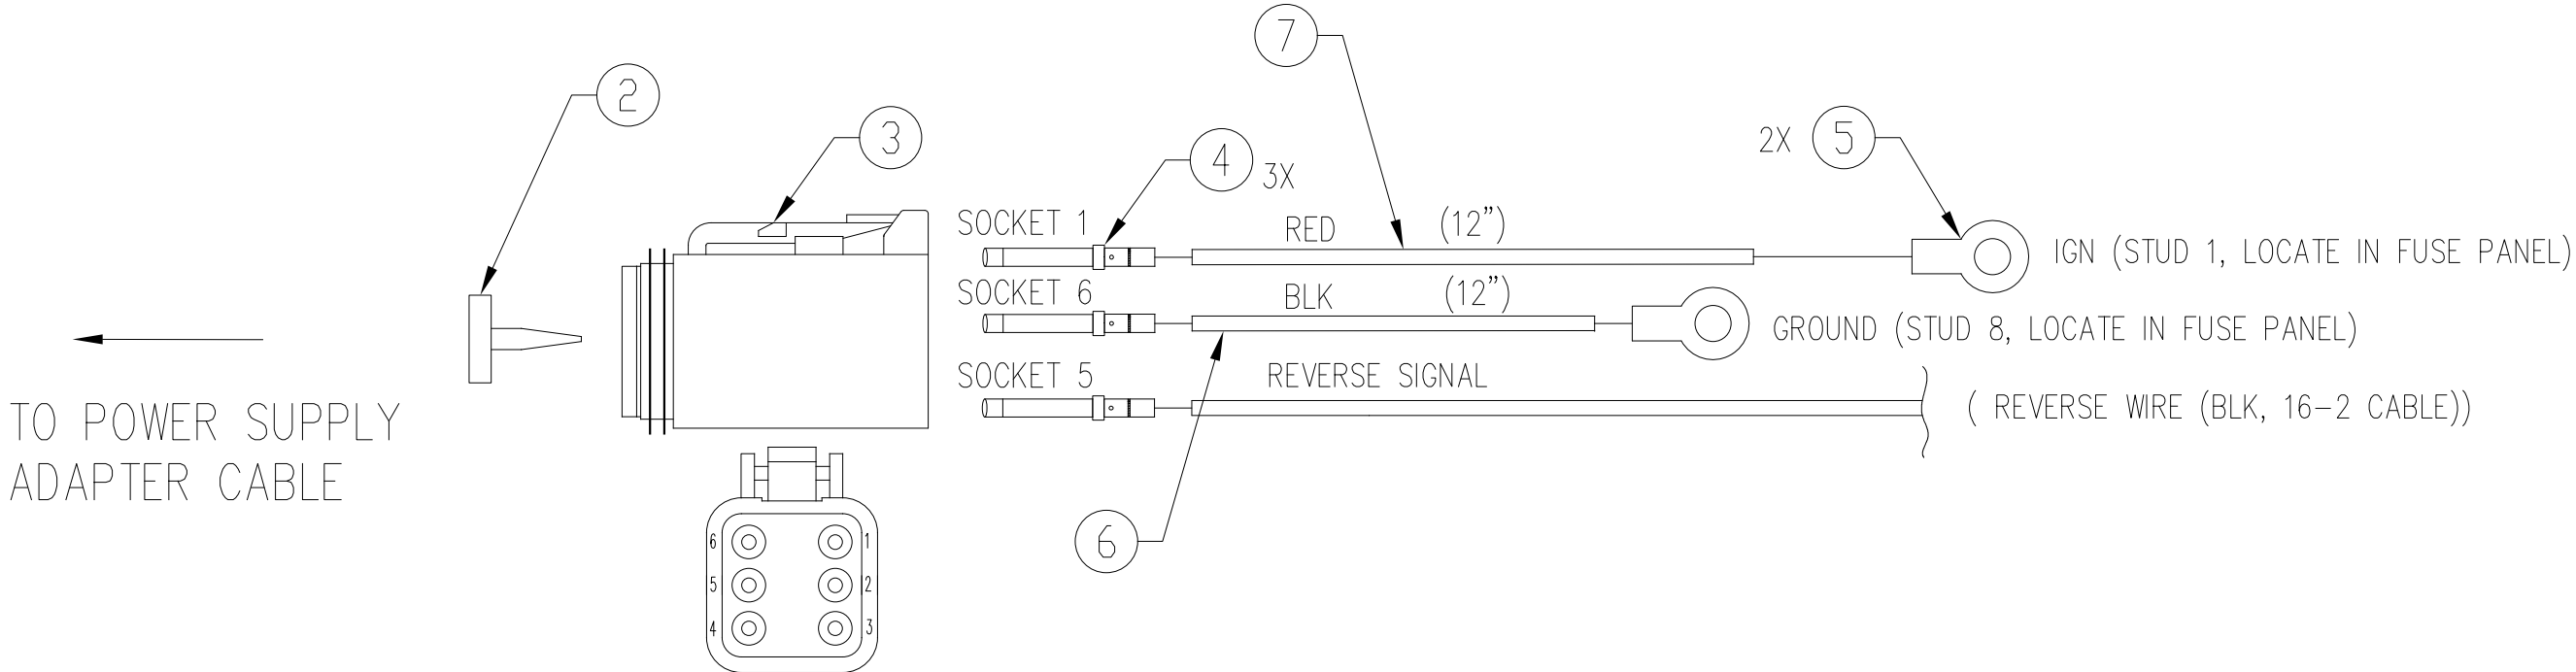 7
2
3
4 3X
2X 5
SOCKET 1 RED (12") IGN (STUD 1, LOCATE IN FUSE PANEL)
SOCKET 6 BLK (12") GROUND (STUD 8, LOCATE IN FUSE PANEL)
SOCKET 5 REVERSE SIGNAL ( REVERSE WIRE (BLK, 16-2 CABLE))
TO POWER SUPPLY
ADAPTER CABLE
6
6 1
5 2
4 3